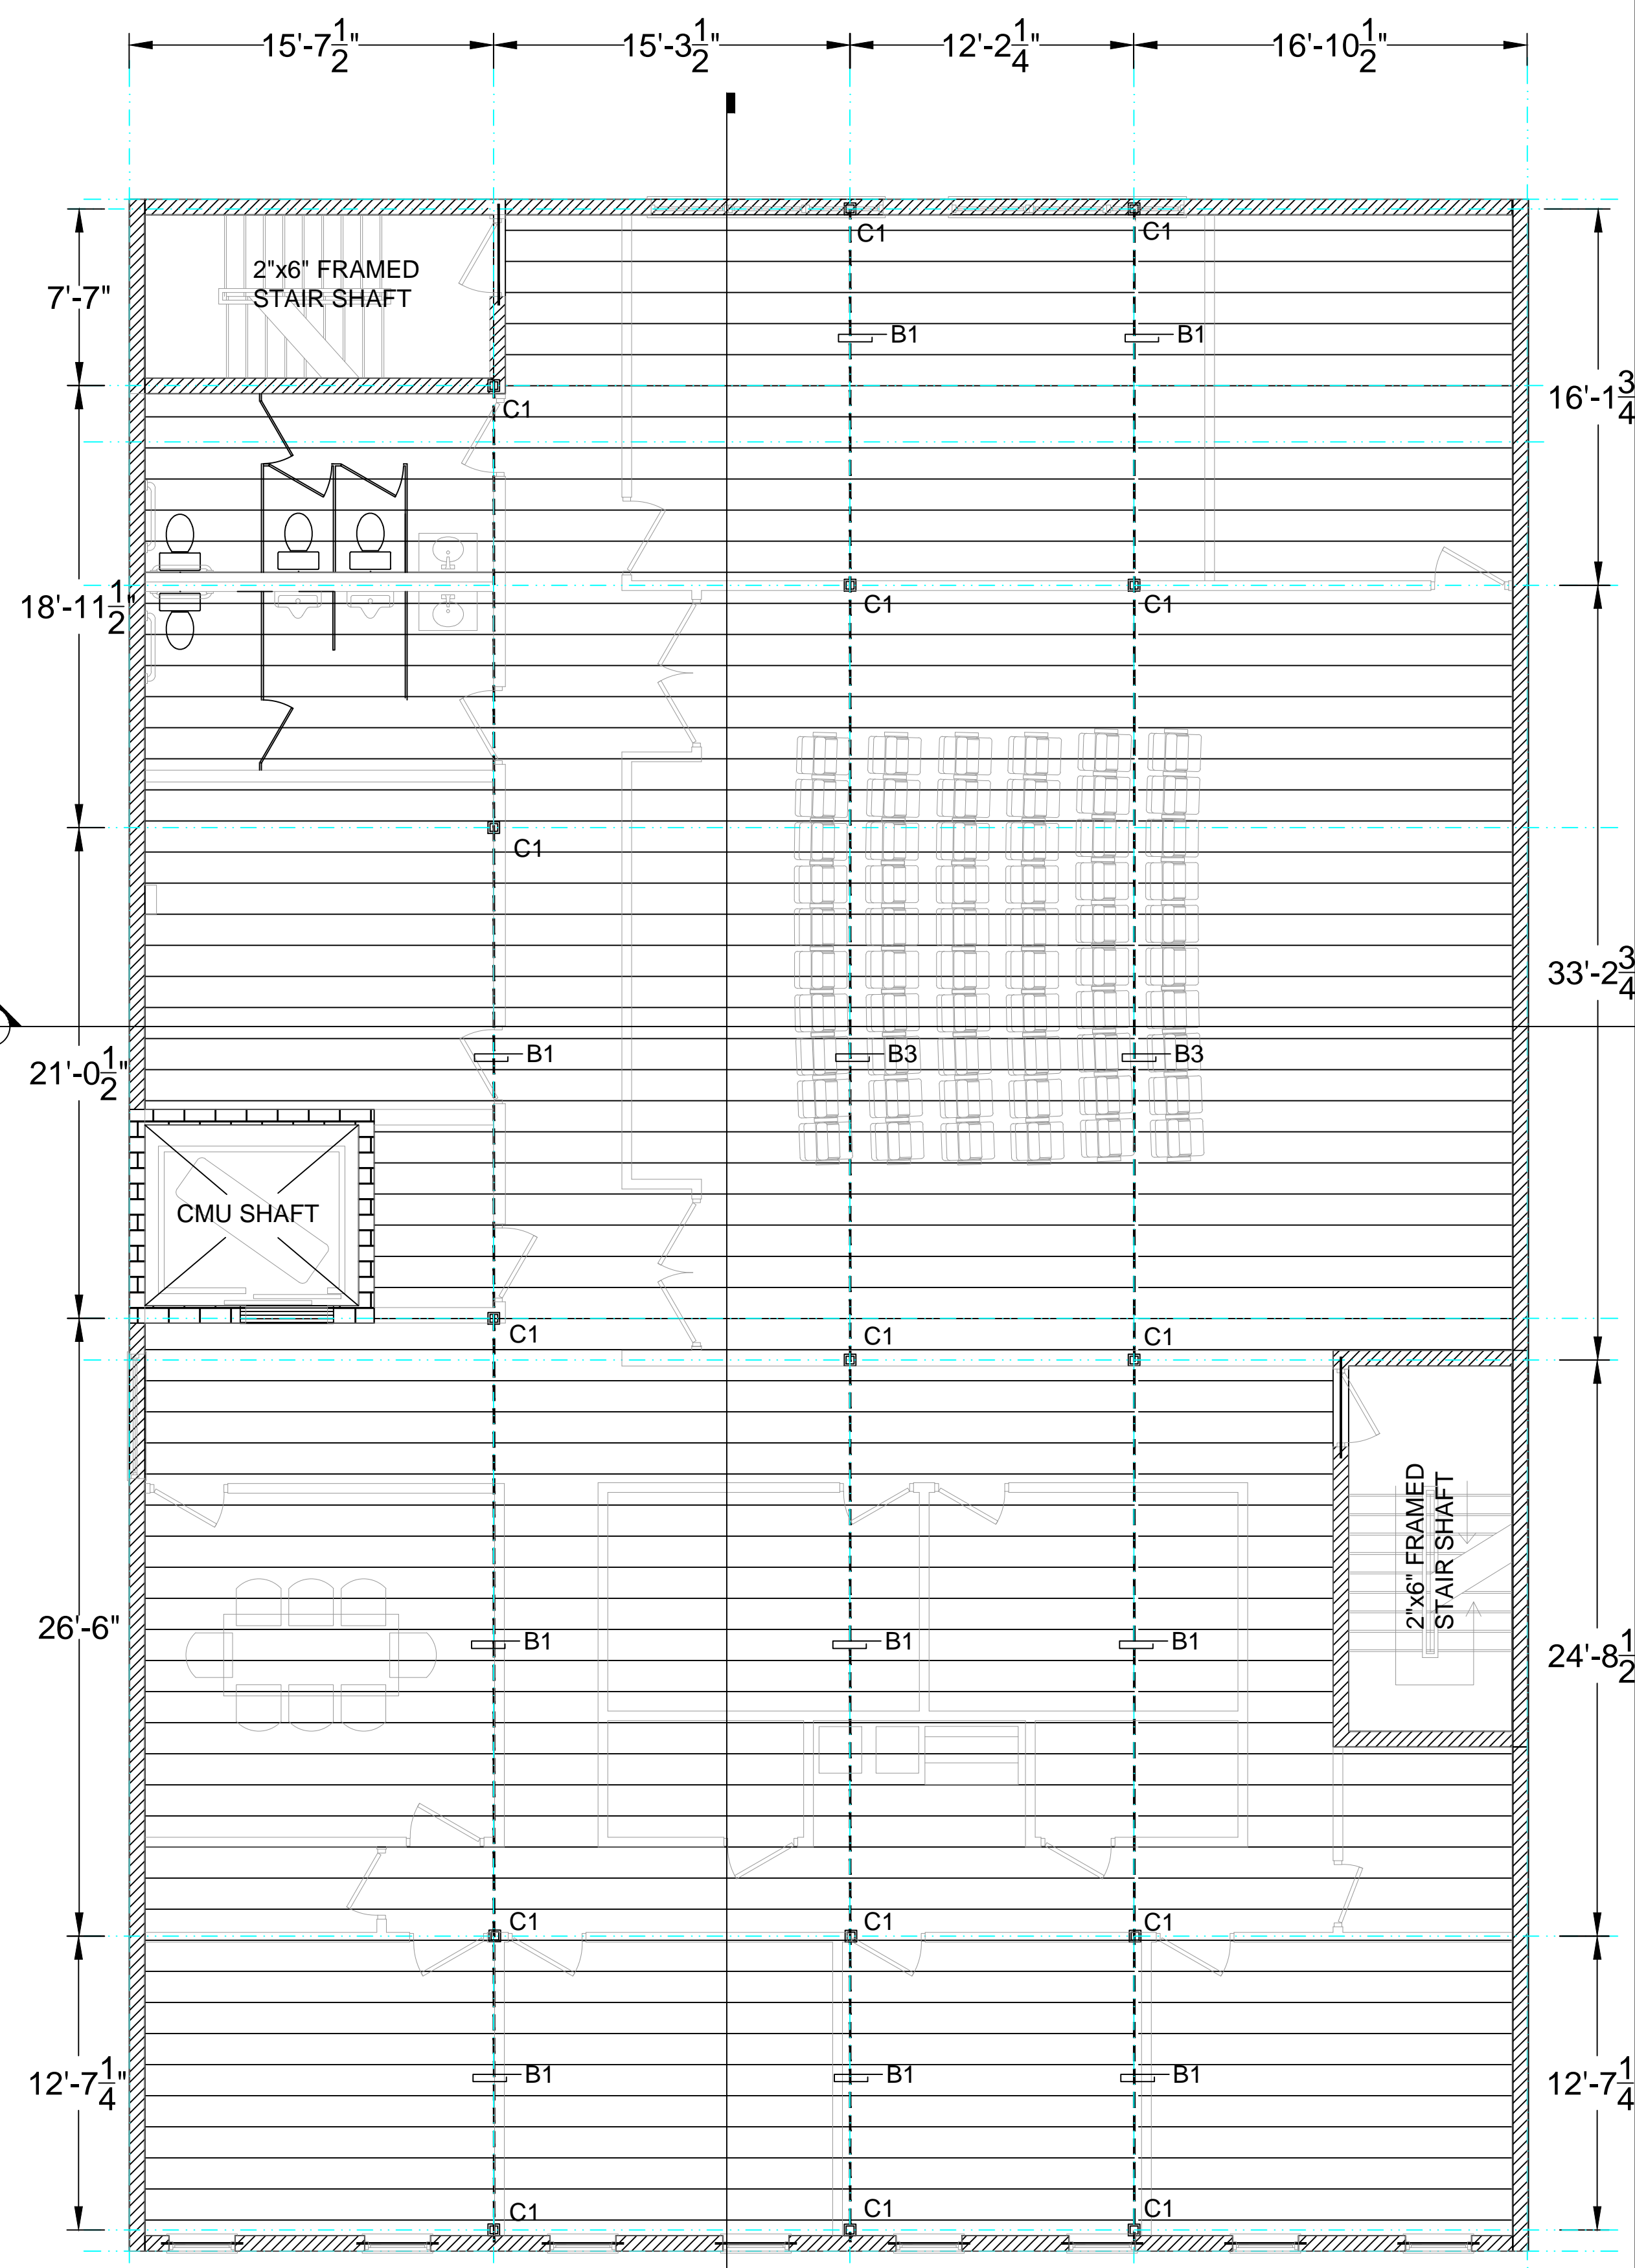 15'-7 1/2"
15'-3 1/2"
12'-2 1/4"
16'-10 1/2"
C1
C1
2"x6" FRAMED
STAIR SHAFT
7'-7"
B1
B1
16'-1 3/4
C1
18'-11 1/2"
C1
C1
C1
33'-2 3/4
B1
B3
B3
21'-0 1/2"
CMU SHAFT
C1
C1
C1
2"x6" FRAMED
STAIR SHAFT
26'-6"
B1
B1
B1
24'-8 1/2
C1
C1
C1
B1
B1
B1
12'-7 1/4"
12'-7 1/4
C1
C1
C1